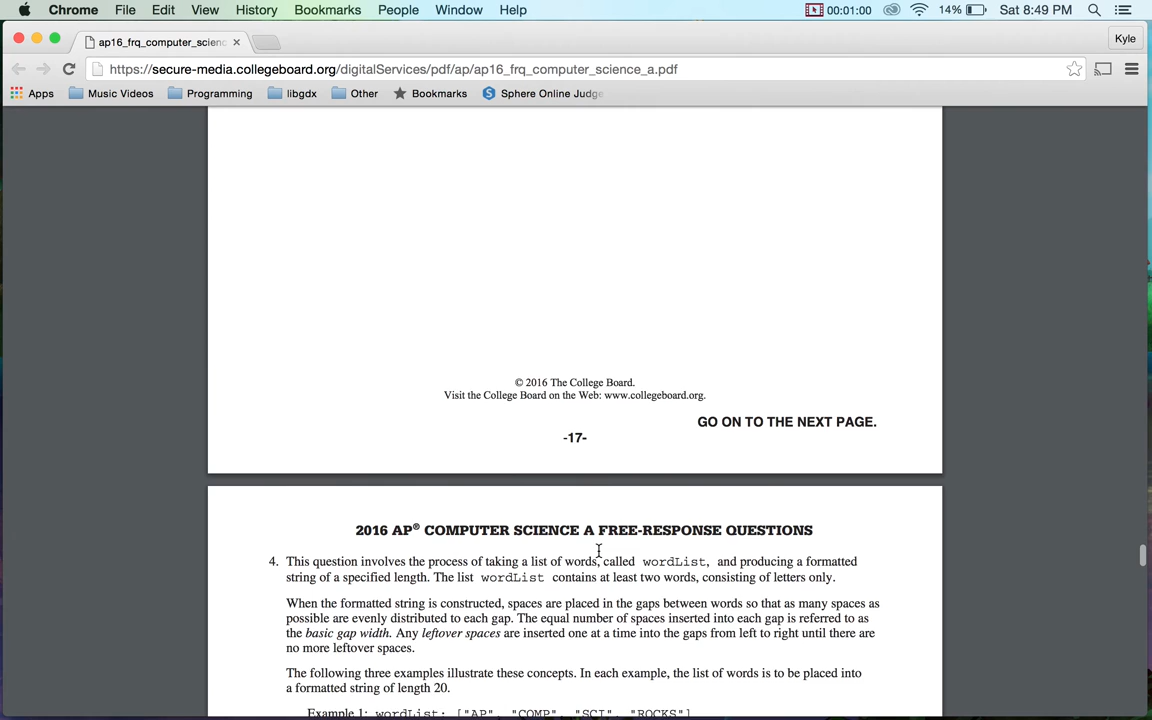 Chrome File Edit View History Bookmarks People Window Help 00:01:00 14% Sat 8:49 PM
ap16_frq_computer_scienc Kyle
https://secure-media.collegeboard.org/digitalServices/pdf/ap/ap16_frq_computer_science_a.pdf
Apps Music Videos Programming libgdx Other Bookmarks Sphere Online Judge
© 2016 The College Board.
Visit the College Board on the Web: www.collegeboard.org.
GO ON TO THE NEXT PAGE.
-17-
2016 AP® COMPUTER SCIENCE A FREE-RESPONSE QUESTIONS
4. This question involves the process of taking a list of words, called wordList, and producing a formatted
string of a specified length. The list wordList contains at least two words, consisting of letters only.
When the formatted string is constructed, spaces are placed in the gaps between words so that as many spaces as
possible are evenly distributed to each gap. The equal number of spaces inserted into each gap is referred to as
the basic gap width. Any leftover spaces are inserted one at a time into the gaps from left to right until there are
no more leftover spaces.
The following three examples illustrate these concepts. In each example, the list of words is to be placed into
a formatted string of length 20.
Example 1: wordList: ["AP", "COMP", "SCI", "ROCKS"]